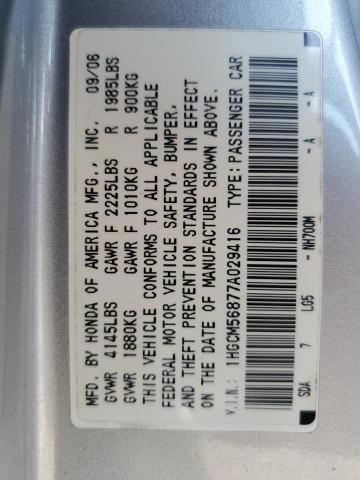 MFD. BY HONDA OF AMERICA MFG., INC. 09/06
GVWR 4145LBS GAWR F 2225LBS R 1985LBS
GVWR 1880KG GAWR F 1010KG R 900KG
THIS VEHICLE CONFORMS TO ALL APPLICABLE
FEDERAL MOTOR VEHICLE SAFETY, BUMPER,
AND THEFT PREVENTION STANDARDS IN EFFECT
ON THE DATE OF MANUFACTURE SHOWN ABOVE.
V.I.N.: 1HGCM56877A029416 TYPE: PASSENGER CAR
SDA 7 LG5 - NH700M - A - A